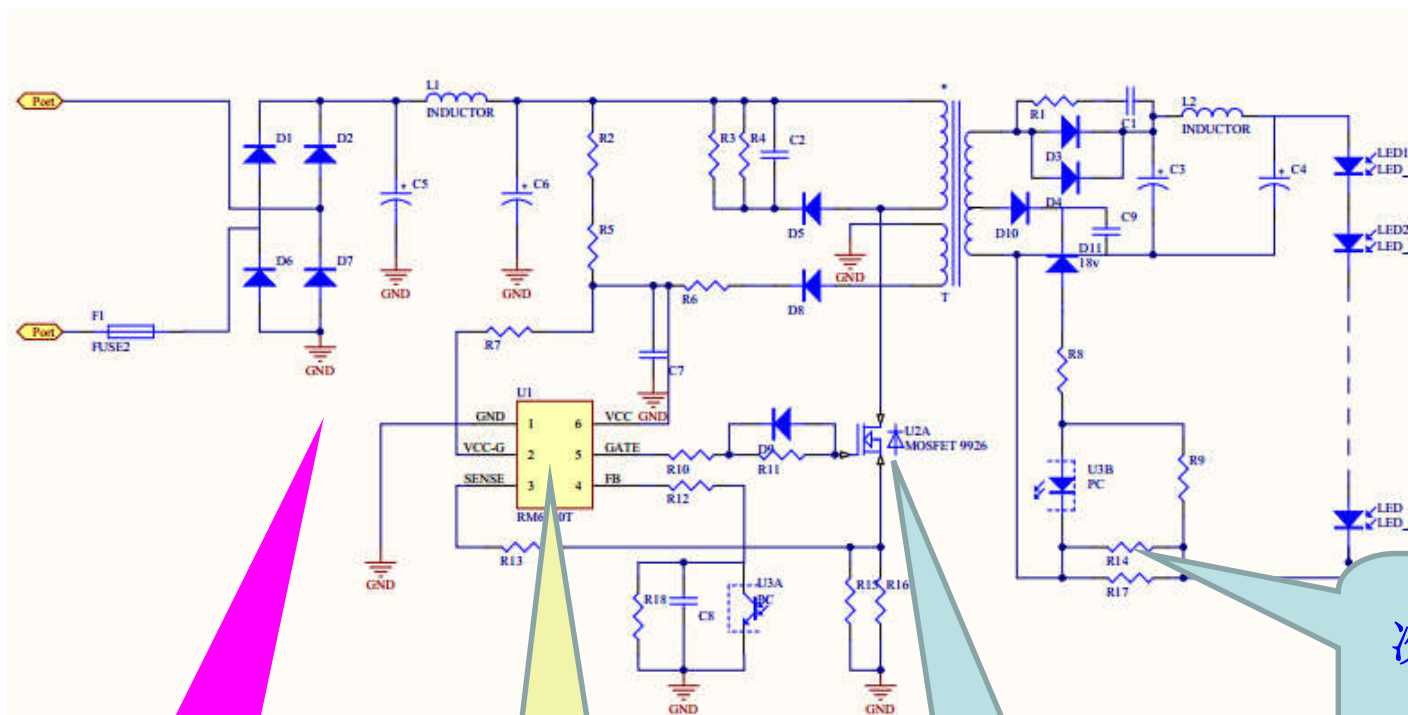 L1
INDUCTOR
Port
D1
D2
C5
C6
GND
GND
R2
R5
R3
R4
C2
D5
*
T
R1
C1
D3
D4
C3
L2
INDUCTOR
C4
LED1
LED_
D10
C9
D11
18v
LED2
LED_
D6
D7
GND
Port
F1
FUSE2
GND
R6
D8
R7
C7
GND
R8
U1
GND
1
6
VCC
VCC-G
2
5
GATE
SENSE
3
4
FB
R10
D9
R11
U2A
MOSFET 9926
R12
R13
GND
R18
C8
U3A
PC
R15
R16
GND
GND
U3B
PC
R9
R14
R17
LED
LED_